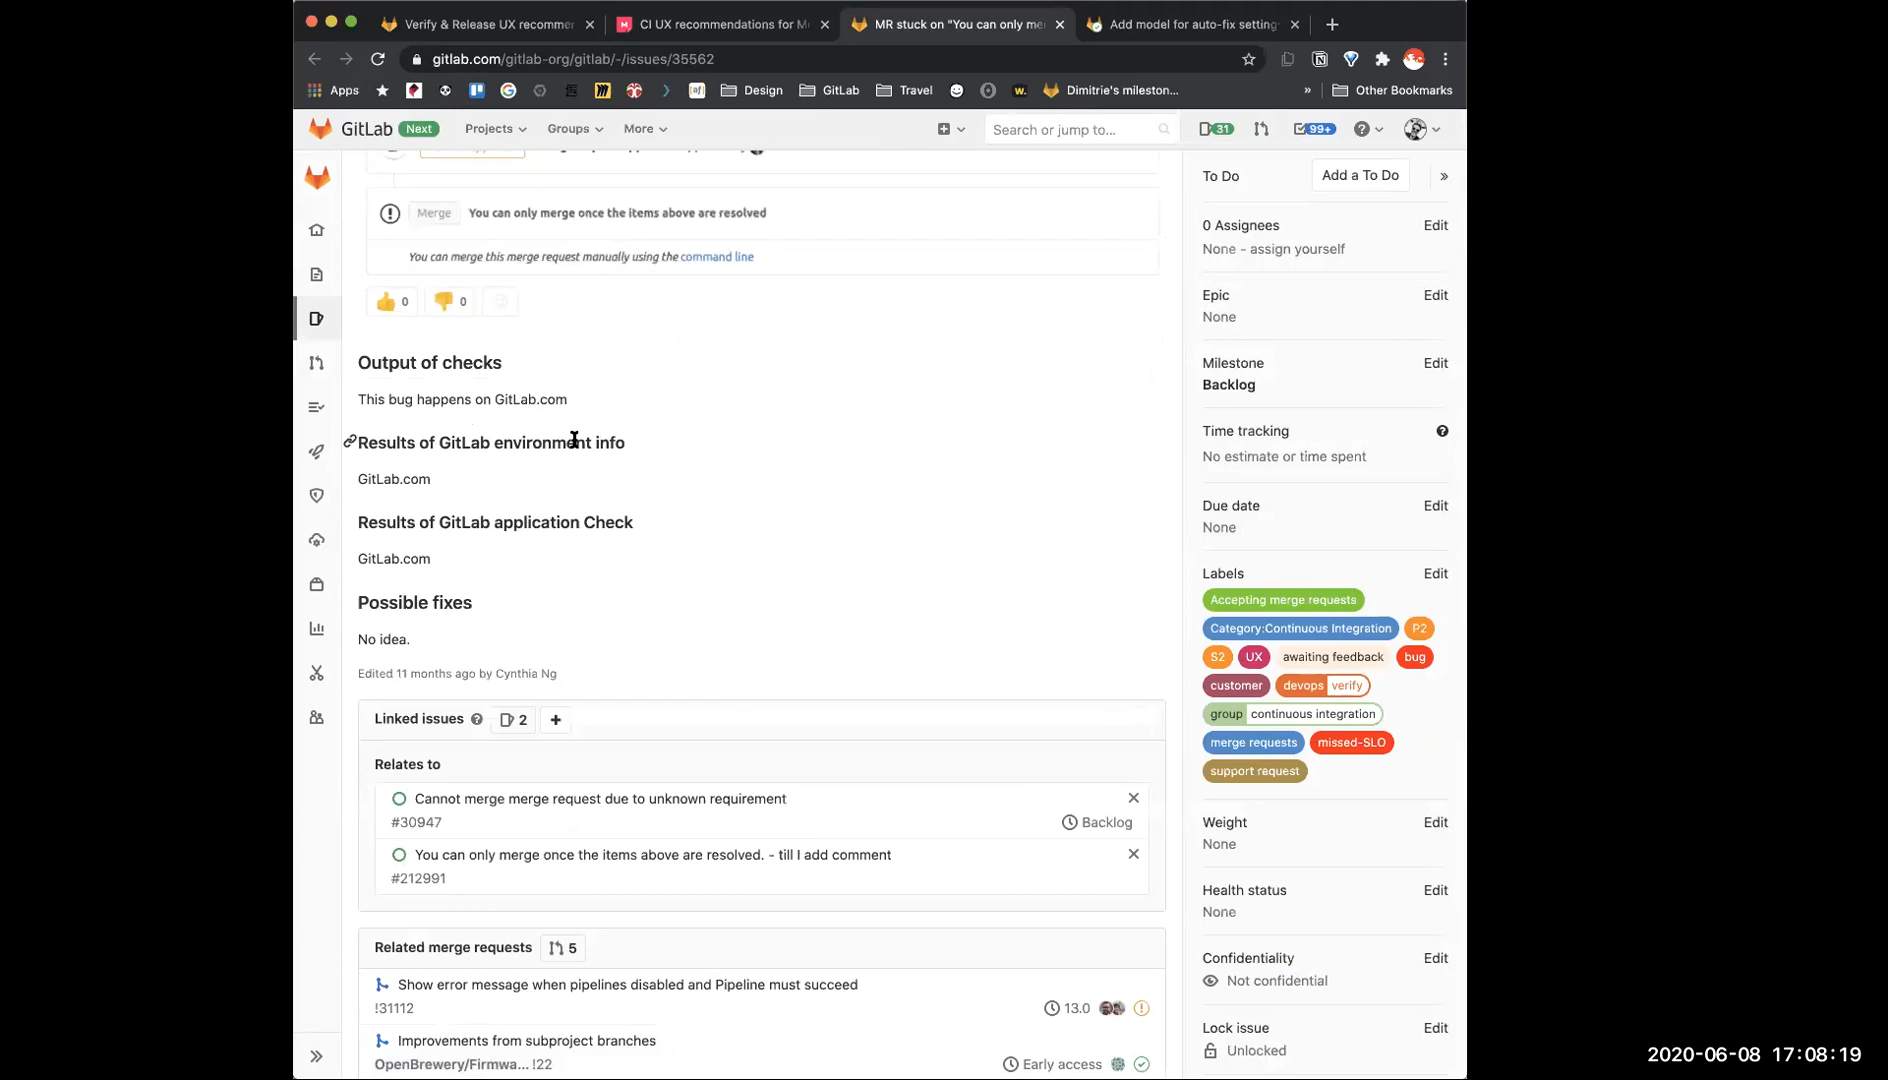 Verify & Release UX recomme
CI UX recommendations for M
MR stuck on "You can only me
Add model for auto-fix setting
gitlab.com/gitlab-org/gitlab/-/issues/35562
Apps
Design
GitLab
Travel
Dimitrie's mileston...
Other Bookmarks
GitLab Next
Projects
Groups
More
Search or jump to...
31
99+
Merge You can only merge once the items above are resolved
You can merge this merge request manually using the command line
0 0
Output of checks
This bug happens on GitLab.com
Results of GitLab environment info
GitLab.com
Results of GitLab application Check
GitLab.com
Possible fixes
No idea.
Edited 11 months ago by Cynthia Ng
Linked issues 2
Relates to
Cannot merge merge request due to unknown requirement
#30947 Backlog
You can only merge once the items above are resolved. - till I add comment
#212991
Related merge requests 5
Show error message when pipelines disabled and Pipeline must succeed
!31112 13.0
Improvements from subproject branches
OpenBrewery/Firmwa... !22 Early access
To Do Add a To Do
0 Assignees Edit
None - assign yourself
Epic Edit
None
Milestone Edit
Backlog
Time tracking
No estimate or time spent
Due date Edit
None
Labels Edit
Accepting merge requests
Category:Continuous Integration P2
S2 UX awaiting feedback bug
customer devops verify
group continuous integration
merge requests missed-SLO
support request
Weight Edit
None
Health status Edit
None
Confidentiality Edit
Not confidential
Lock issue Edit
Unlocked
2020-06-08 17:08:19